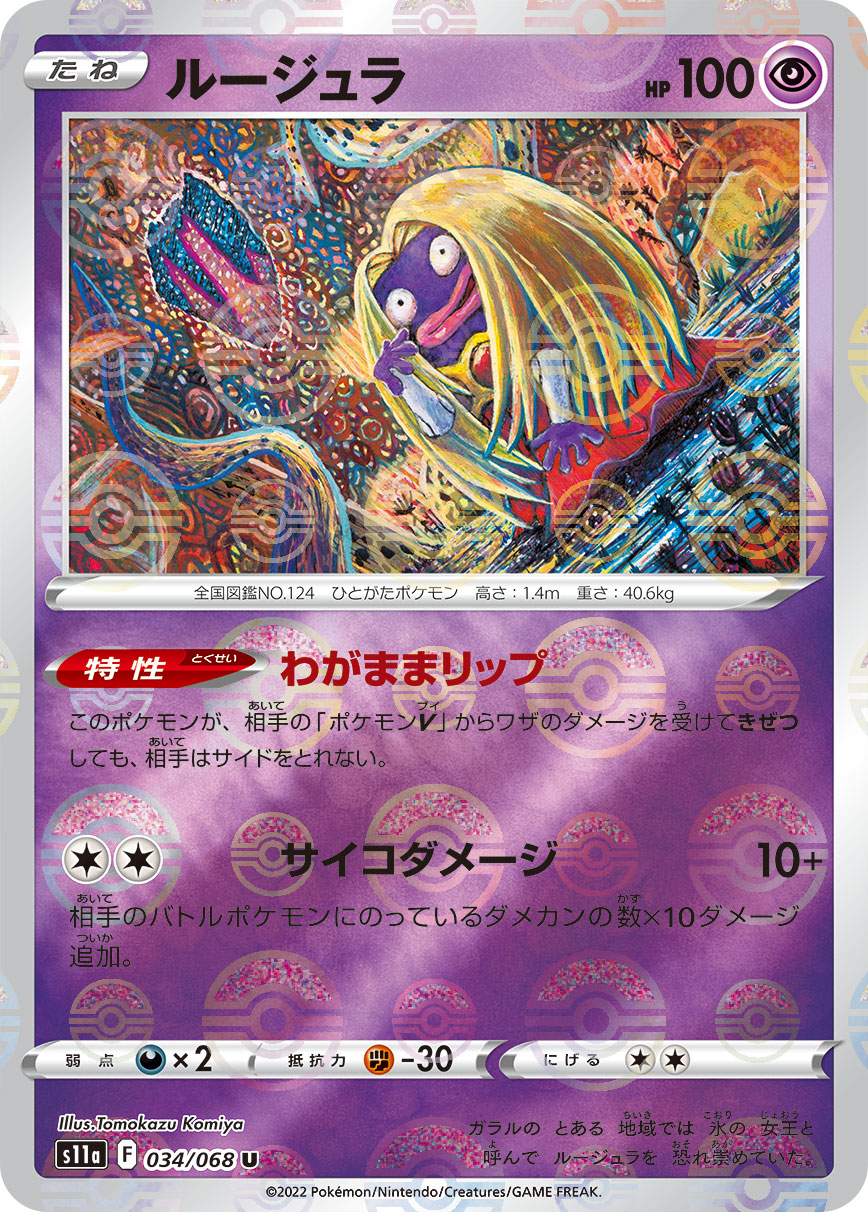 たね ルージュラ HP 100
全国図鑑NO.124 ひとがたポケモン 高さ:1.4m 重さ:40.6kg
特性 とくせい わがままリップ
このポケモンが、相手の「ポケモンV」からワザのダメージを受けてきぜつ
しても、相手はサイドをとれない。
サイコダメージ 10+
相手のバトルポケモンにのっているダメカンの数×10ダメージ
追加。
弱点 ×2 抵抗力 -30 にげる
Illus.Tomokazu Komiya
s11a F 034/068 U
ガラルの とある 地域では 氷の 女王と
呼んで ルージュラを 恐れ崇めていた。
©2022 Pokémon/Nintendo/Creatures/GAME FREAK.